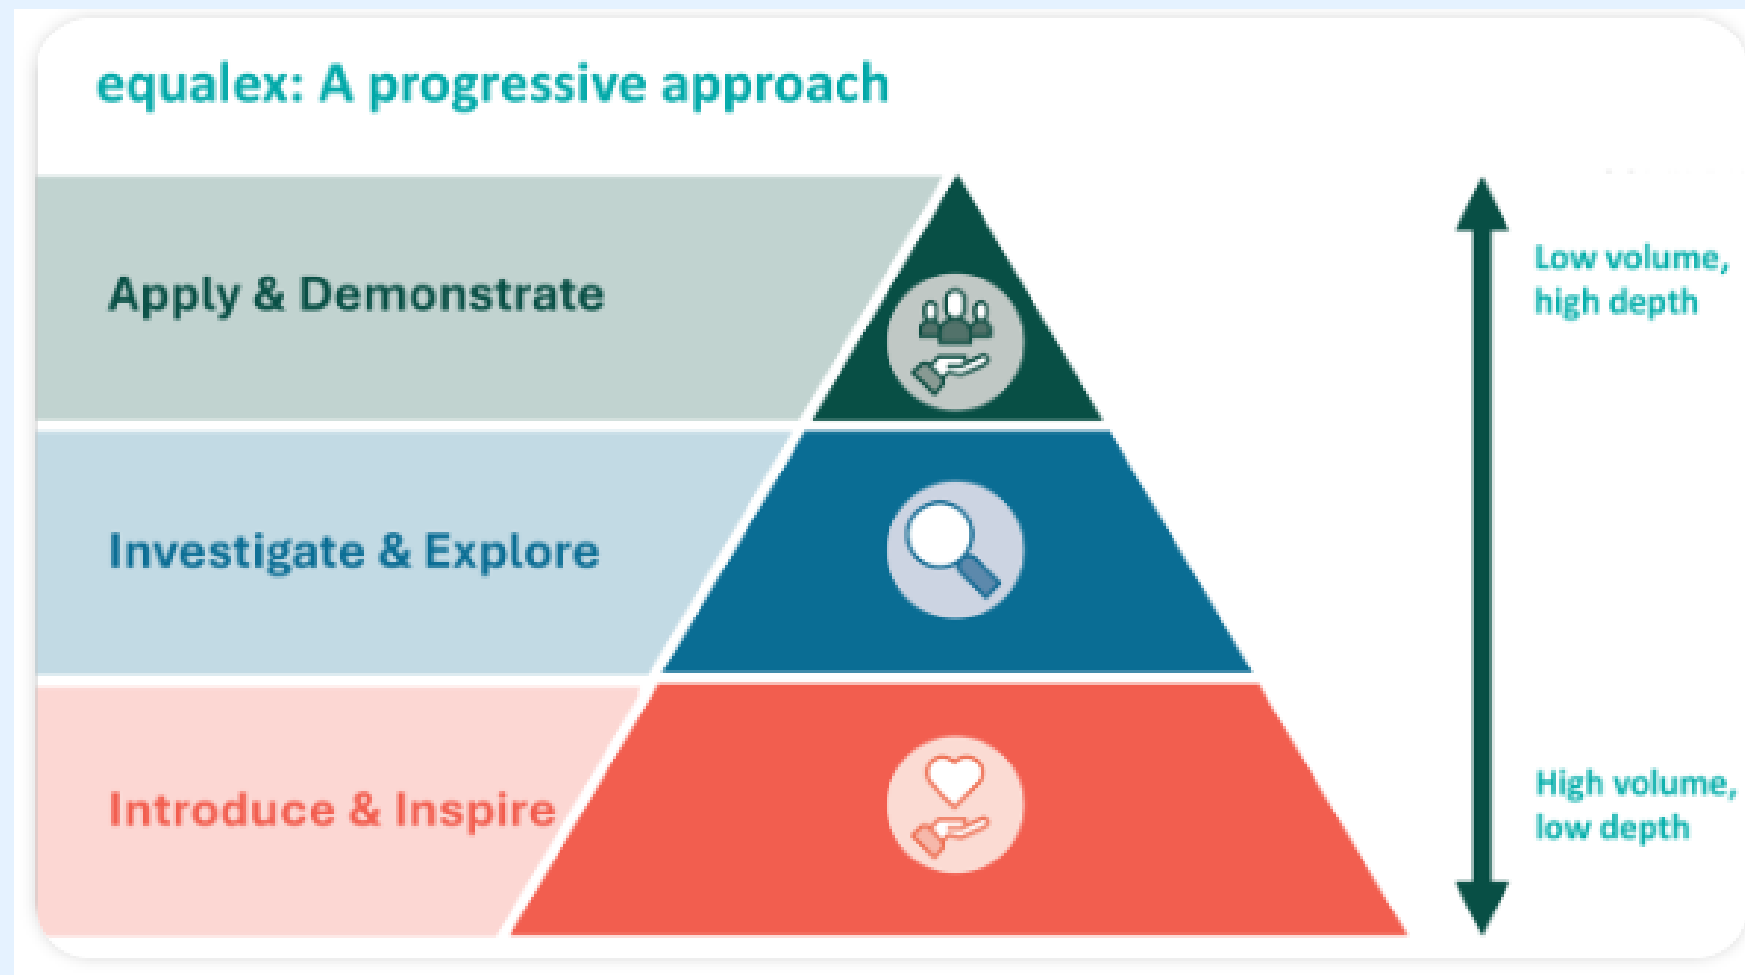 equalex: A progressive approach
Apply & Demonstrate
Low volume,
high depth
Investigate & Explore
Introduce & Inspire
High volume,
low depth